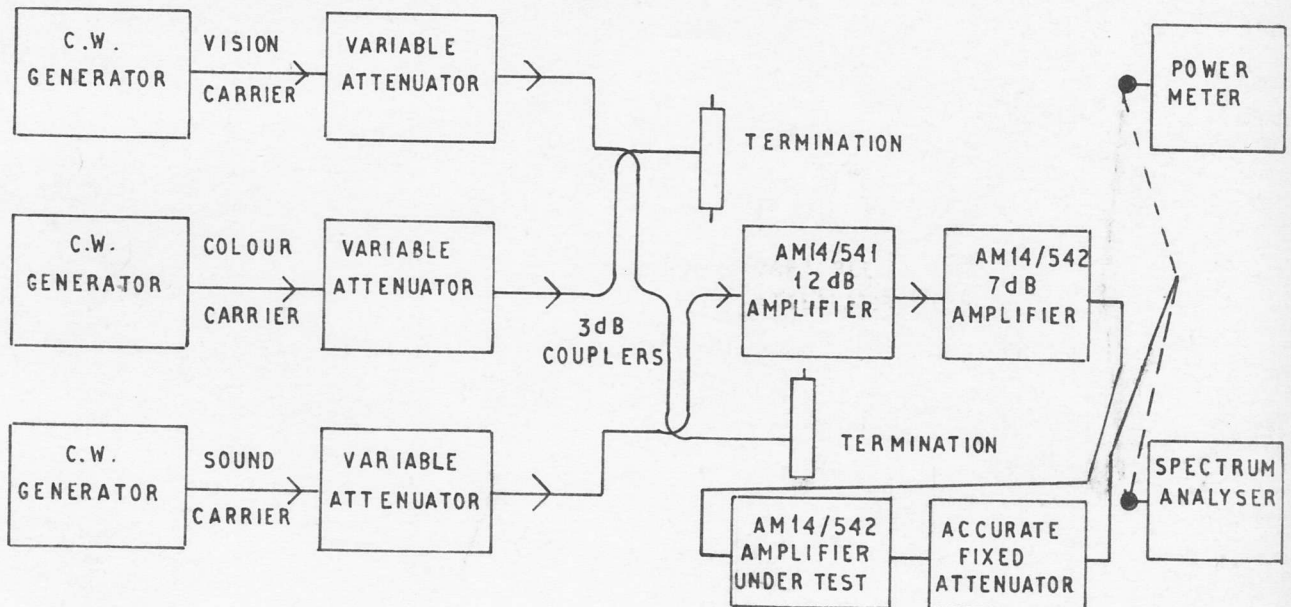 C.W.
GENERATOR
VISION
CARRIER
VARIABLE
ATTENUATOR
TERMINATION
POWER
METER
C.W.
GENERATOR
COLOUR
CARRIER
VARIABLE
ATTENUATOR
3dB
COUPLERS
AM14/541
12dB
AMPLIFIER
AM14/542
7dB
AMPLIFIER
C.W.
GENERATOR
SOUND
CARRIER
VARIABLE
ATTENUATOR
TERMINATION
AM14/542
AMPLIFIER
UNDER TEST
ACCURATE
FIXED
ATTENUATOR
SPECTRUM
ANALYSER